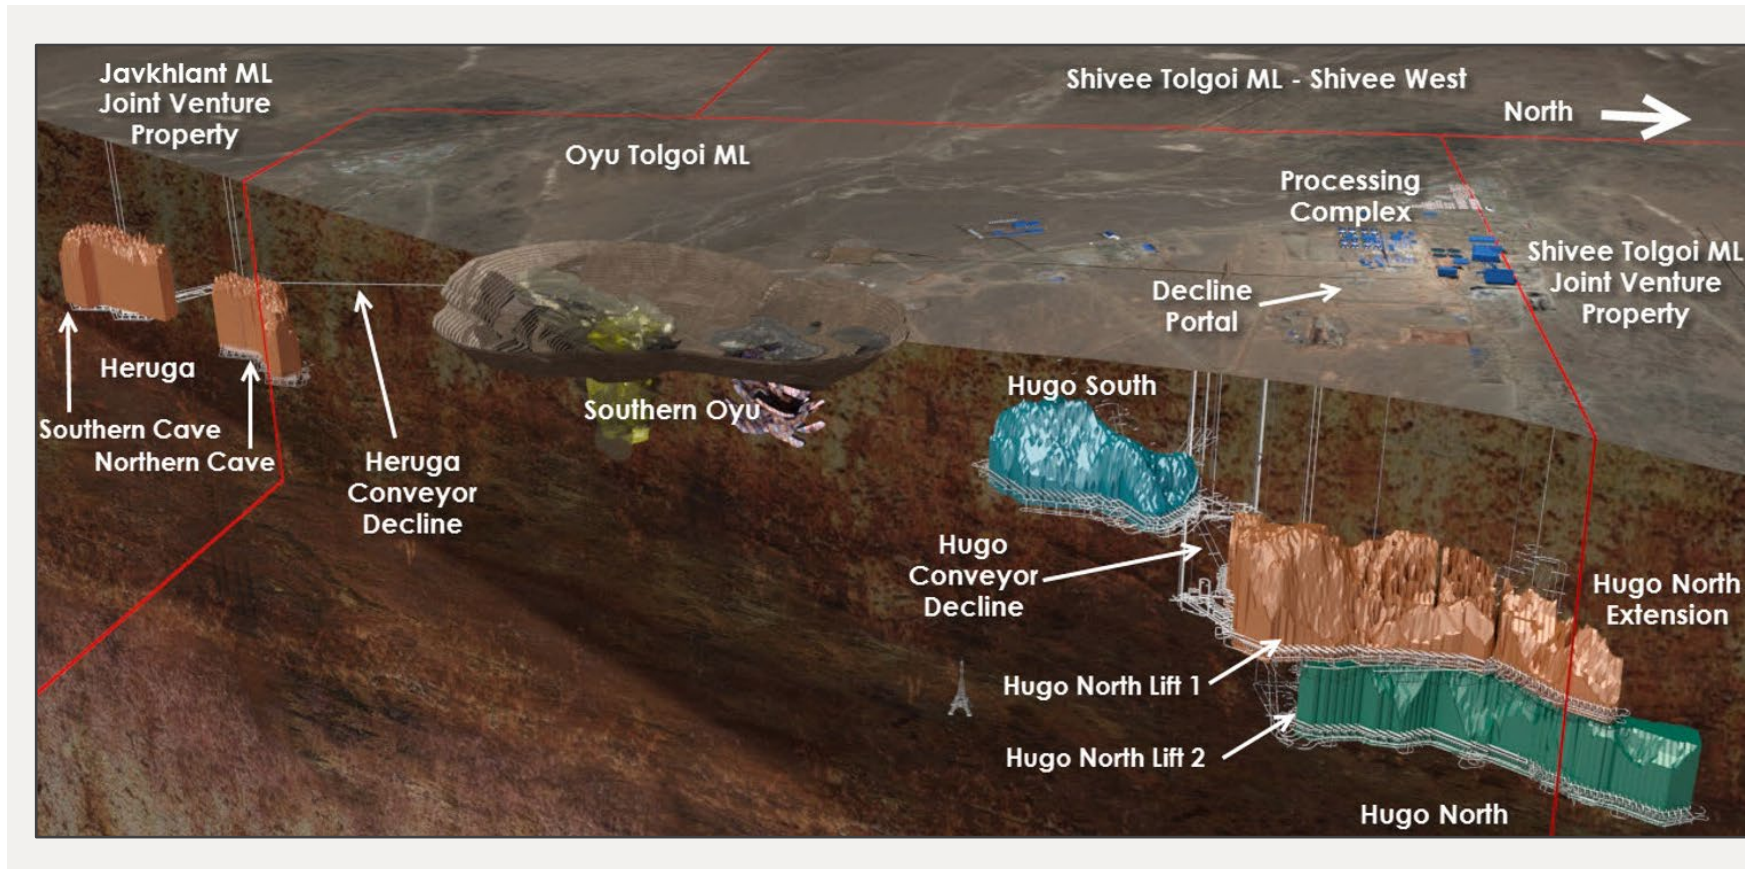 Javkhlant ML
Joint Venture
Property
Shivee Tolgoi ML - Shivee West
North
Oyu Tolgoi ML
Processing
Complex
Shivee Tolgoi ML
Joint Venture
Property
Decline
Portal
Heruga
Southern Cave
Northern Cave
Heruga
Conveyor
Decline
Southern Oyu
Hugo South
Hugo
Conveyor
Decline
Hugo North
Extension
Hugo North Lift 1
Hugo North Lift 2
Hugo North